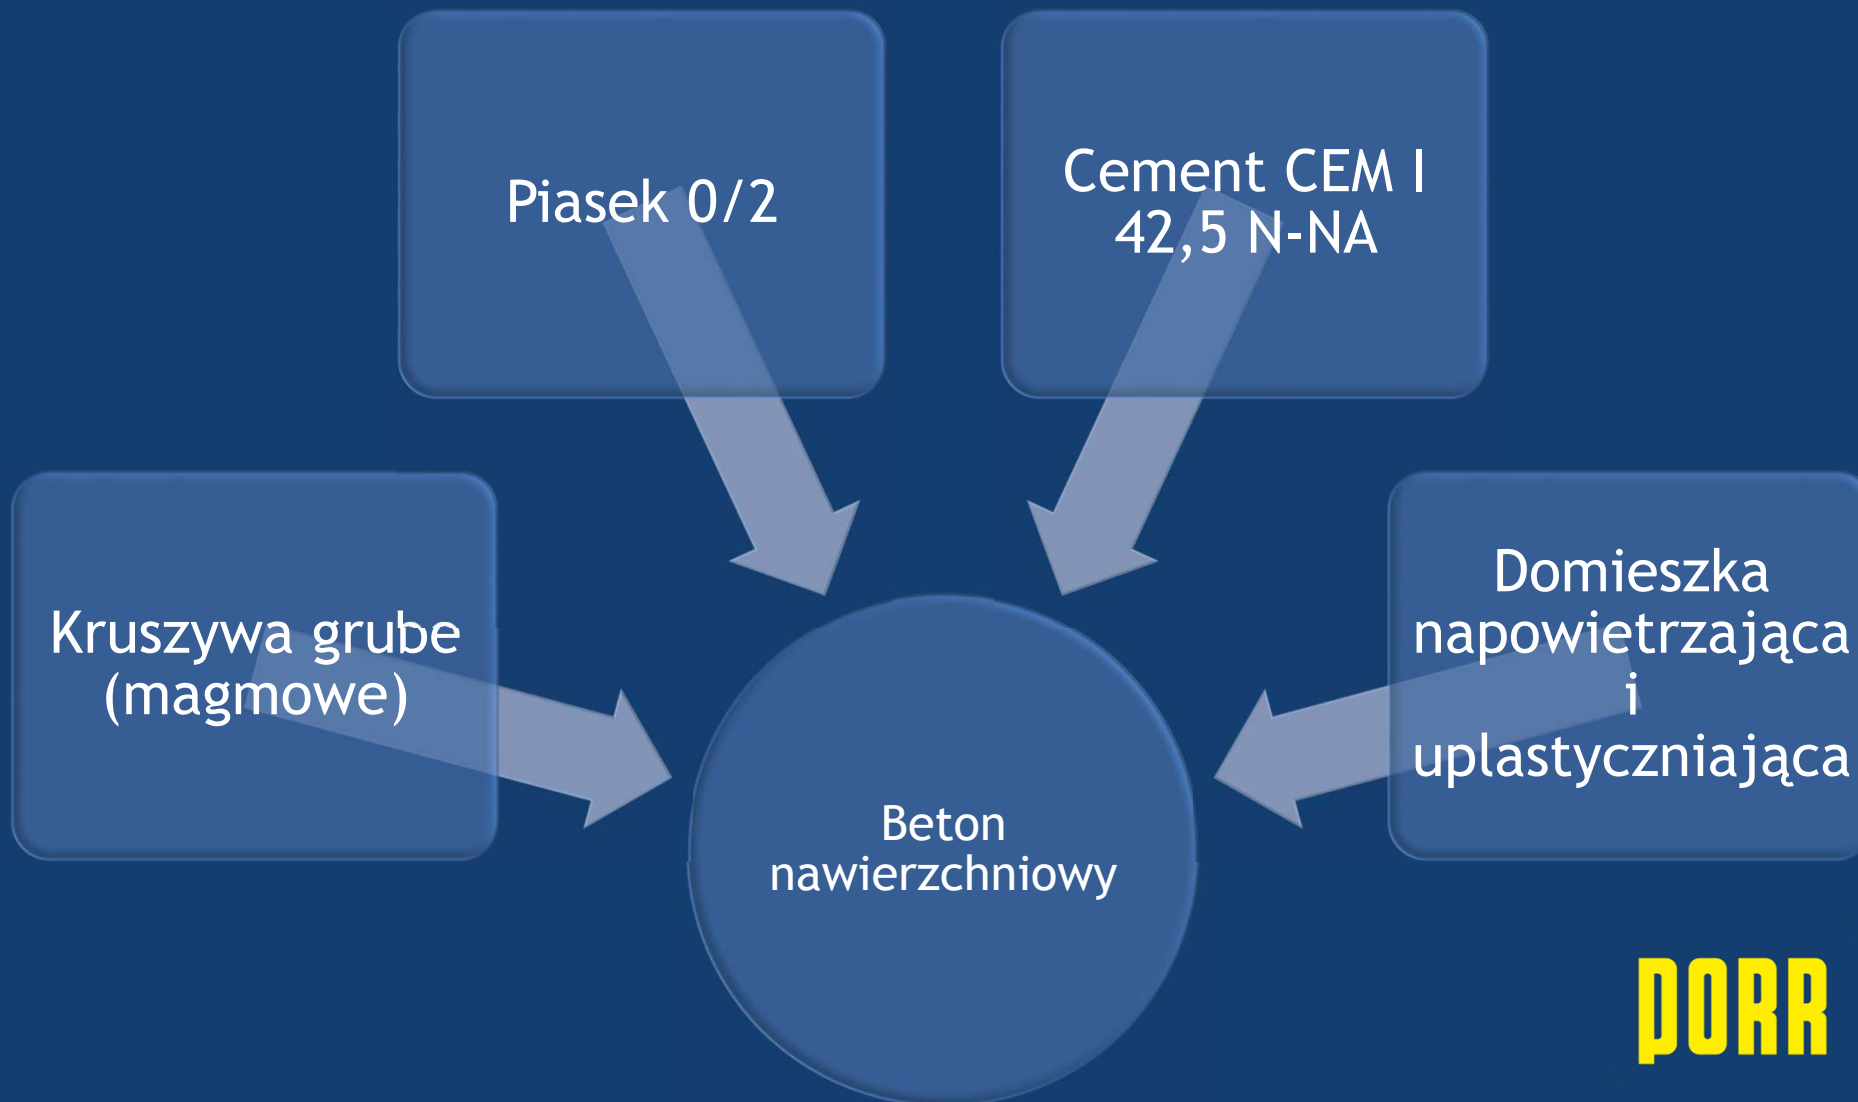 Piasek 0/2
Cement CEM I
42,5 N-NA
Kruszywa grube
(magmowe)
Domieszka
napowietrzająca
i
uplastyczniająca
Beton
nawierzchniowy
PORR